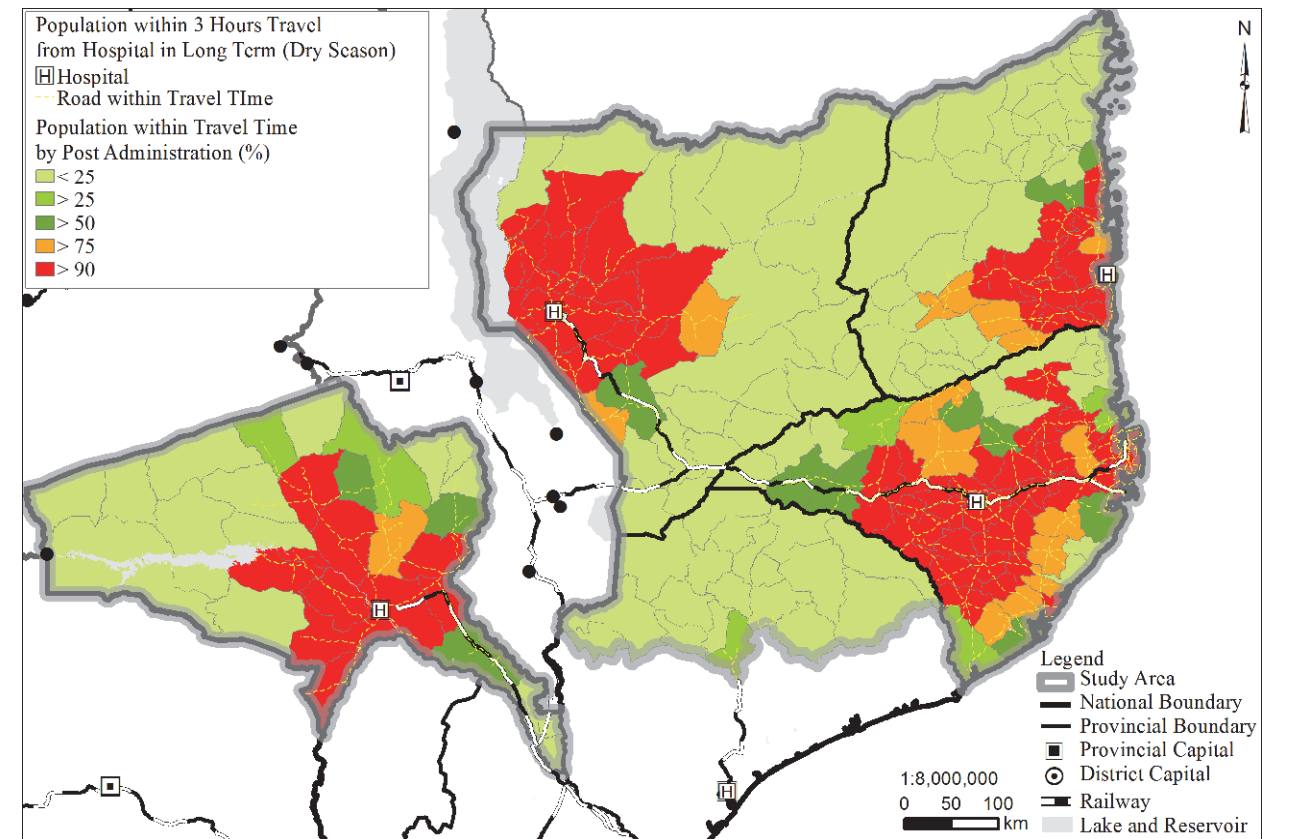 Population within 3 Hours Travel
from Hospital in Long Term (Dry Season)
H Hospital
Road within Travel TIme
Population within Travel Time
by Post Administration (%)
< 25
> 25
> 50
> 75
> 90
N
H
H
H
H
H
Legend
Study Area
National Boundary
Provincial Boundary
Provincial Capital
District Capital
Railway
Lake and Reservoir
1:8,000,000
0 50 100
km